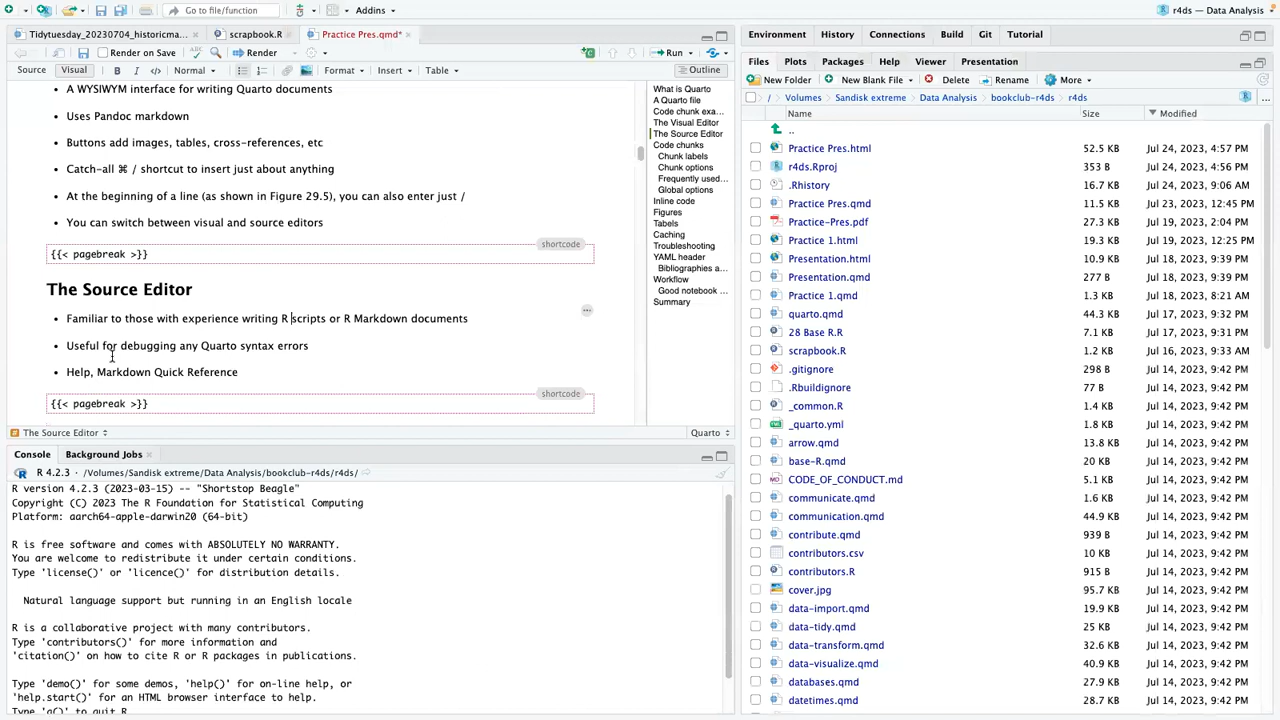 Go to file/function
Addins
r4ds — Data Analysis
Tidytuesday_20230704_historicma...
scrapbook.R
Practice Pres.qmd*
Render on Save
ABC
Render
Run
Source
Visual
B
I
</>
Normal
Format
Insert
Table
Outline
A WYSIWYM interface for writing Quarto documents
Uses Pandoc markdown
Buttons add images, tables, cross-references, etc
Catch-all ⌘ / shortcut to insert just about anything
At the beginning of a line (as shown in Figure 29.5), you can also enter just /
You can switch between visual and source editors
shortcode
{{< pagebreak >}}
The Source Editor
Familiar to those with experience writing R scripts or R Markdown documents
Useful for debugging any Quarto syntax errors
Help, Markdown Quick Reference
shortcode
{{< pagebreak >}}
What is Quarto
A Quarto file
Code chunk exa...
The Visual Editor
The Source Editor
Code chunks
Chunk labels
Chunk options
Frequently used...
Global options
Inline code
Figures
Tabels
Caching
Troubleshooting
YAML header
Bibliographies a...
Workflow
Good notebook ...
Summary
The Source Editor
Quarto
Console
Background Jobs
R 4.2.3 · /Volumes/Sandisk extreme/Data Analysis/bookclub-r4ds/r4ds/
R version 4.2.3 (2023-03-15) -- "Shortstop Beagle"
Copyright (C) 2023 The R Foundation for Statistical Computing
Platform: aarch64-apple-darwin20 (64-bit)
R is free software and comes with ABSOLUTELY NO WARRANTY.
You are welcome to redistribute it under certain conditions.
Type 'license()' or 'licence()' for distribution details.
Natural language support but running in an English locale
R is a collaborative project with many contributors.
Type 'contributors()' for more information and
'citation()' on how to cite R or R packages in publications.
Type 'demo()' for some demos, 'help()' for on-line help, or
'help.start()' for an HTML browser interface to help.
Type 'q()' to quit R.
Environment
History
Connections
Build
Git
Tutorial
Files
Plots
Packages
Help
Viewer
Presentation
New Folder
New Blank File
Delete
Rename
More
/ Volumes Sandisk extreme Data Analysis bookclub-r4ds r4ds
...
Name Size Modified
..
Practice Pres.html 52.5 KB Jul 24, 2023, 4:57 PM
r4ds.Rproj 353 B Jul 24, 2023, 4:56 PM
.Rhistory 16.7 KB Jul 24, 2023, 9:06 AM
Practice Pres.qmd 11.5 KB Jul 23, 2023, 12:45 PM
Practice-Pres.pdf 27.3 KB Jul 19, 2023, 2:04 PM
Practice 1.html 19.3 KB Jul 19, 2023, 12:25 PM
Presentation.html 10.9 KB Jul 18, 2023, 9:39 PM
Presentation.qmd 277 B Jul 18, 2023, 9:39 PM
Practice 1.qmd 1.3 KB Jul 18, 2023, 8:21 AM
quarto.qmd 44.3 KB Jul 17, 2023, 9:32 PM
28 Base R.R 1.2 KB Jul 17, 2023, 9:32 PM
scrapbook.R 1.2 KB Jul 16, 2023, 9:33 AM
.gitignore 298 B Jul 14, 2023, 9:42 PM
.Rbuildignore 77 B Jul 14, 2023, 9:42 PM
_common.R 1.4 KB Jul 14, 2023, 9:42 PM
_quarto.yml 1.8 KB Jul 14, 2023, 9:42 PM
arrow.qmd 13.8 KB Jul 14, 2023, 9:42 PM
base-R.qmd 20 KB Jul 14, 2023, 9:42 PM
CODE_OF_CONDUCT.md 5.1 KB Jul 14, 2023, 9:42 PM
communicate.qmd 1.6 KB Jul 14, 2023, 9:42 PM
communication.qmd 44.9 KB Jul 14, 2023, 9:42 PM
contribute.qmd 939 B Jul 14, 2023, 9:42 PM
contributors.csv 10 KB Jul 14, 2023, 9:42 PM
contributors.R 915 B Jul 14, 2023, 9:42 PM
cover.jpg 95.7 KB Jul 14, 2023, 9:42 PM
data-import.qmd 19.9 KB Jul 14, 2023, 9:42 PM
data-tidy.qmd 25 KB Jul 14, 2023, 9:42 PM
data-transform.qmd 32.6 KB Jul 14, 2023, 9:42 PM
data-visualize.qmd 40.9 KB Jul 14, 2023, 9:42 PM
databases.qmd 27.9 KB Jul 14, 2023, 9:42 PM
datetimes.qmd 28.7 KB Jul 14, 2023, 9:42 PM